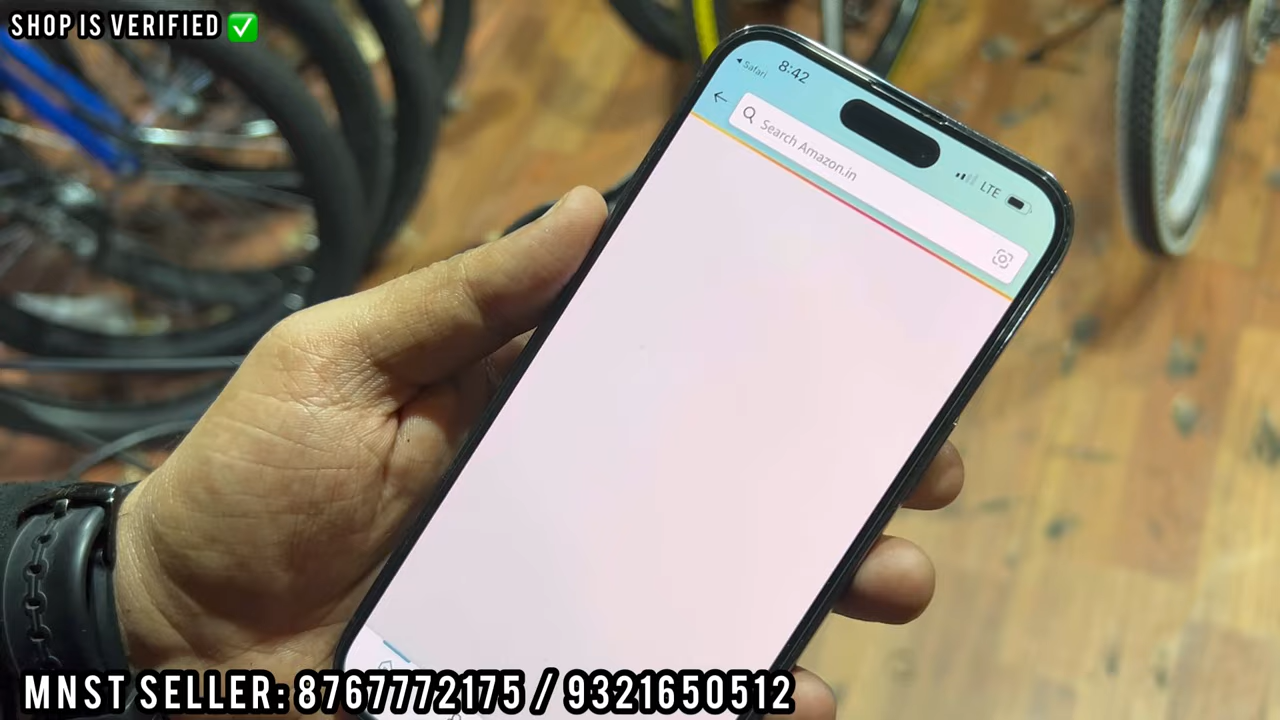 SHOP IS VERIFIED ✅
Safari
8:42
LTE
Search Amazon.in
MNST SELLER: 8767772175 / 9321650512